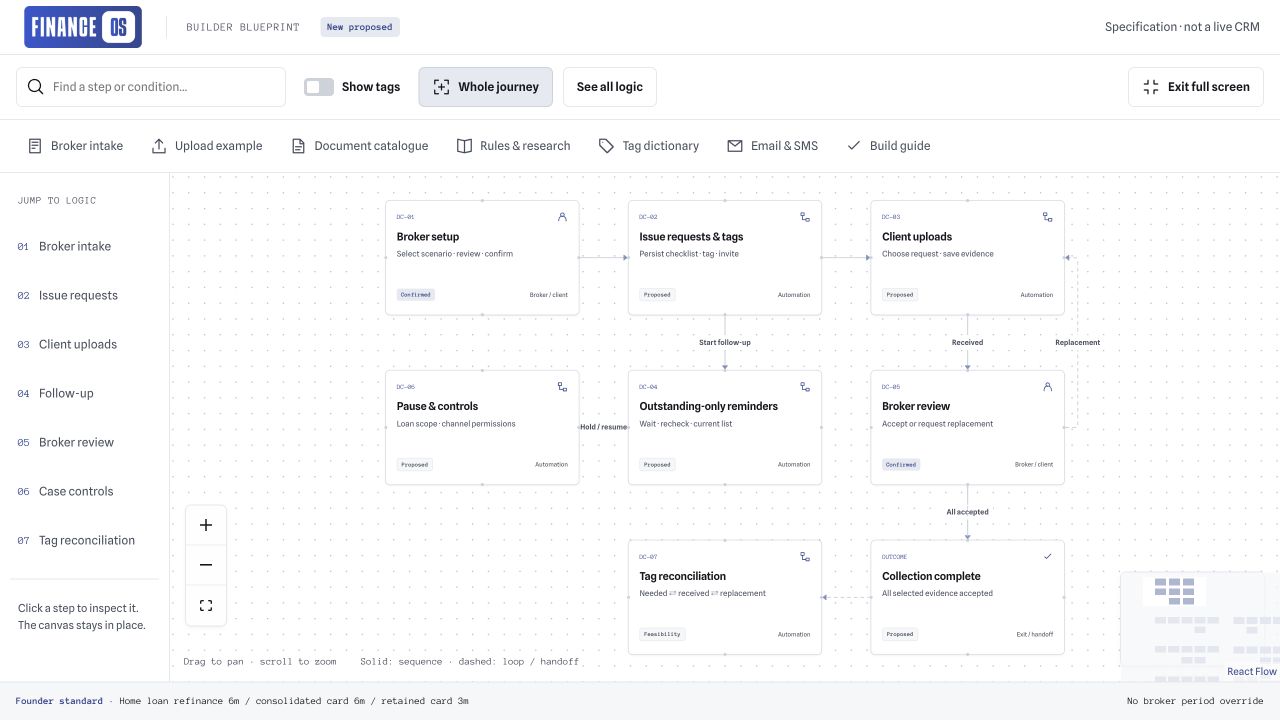 FINANCE OS
BUILDER BLUEPRINT
New proposed
Specification · not a live CRM
Find a step or condition...
Show tags
Whole journey
See all logic
Exit full screen
Broker intake
Upload example
Document catalogue
Rules & research
Tag dictionary
Email & SMS
Build guide
JUMP TO LOGIC
01 Broker intake
02 Issue requests
03 Client uploads
04 Follow-up
05 Broker review
06 Case controls
07 Tag reconciliation
Click a step to inspect it.
The canvas stays in place.
DC-01
Broker setup
Select scenario · review · confirm
Confirmed
Broker / client
DC-02
Issue requests & tags
Persist checklist · tag · invite
Proposed
Automation
DC-03
Client uploads
Choose request · save evidence
Proposed
Automation
Start follow-up
Received
Replacement
DC-06
Pause & controls
Loan scope · channel permissions
Proposed
Automation
Hold / resume
DC-04
Outstanding-only reminders
Wait · recheck · current list
Proposed
Automation
DC-05
Broker review
Accept or request replacement
Confirmed
Broker / client
All accepted
DC-07
Tag reconciliation
Needed ⇄ received ⇄ replacement
Feasibility
Automation
OUTCOME
Collection complete
All selected evidence accepted
Proposed
Exit / handoff
Drag to pan · scroll to zoom
Solid: sequence · dashed: loop / handoff
React Flow
Founder standard · Home loan refinance 6m / consolidated card 6m / retained card 3m
No broker period override